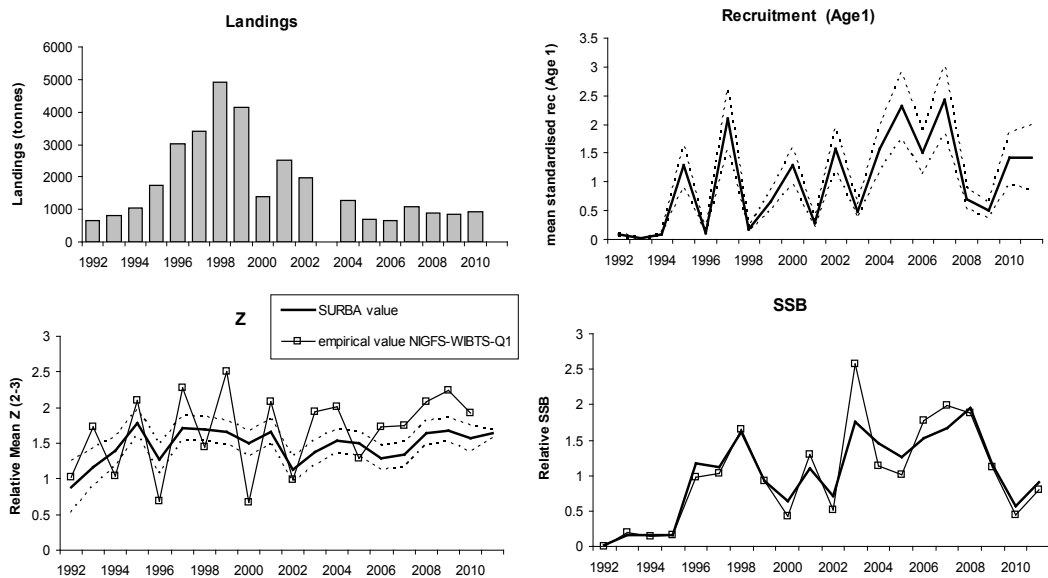 Landings
Landings (tonnes)
6000
5000
4000
3000
2000
1000
0
1992 1994 1996 1998 2000 2002 2004 2006 2008 2010
Recruitment (Age1)
mean standardised rec (Age 1)
3.5
3
2.5
2
1.5
1
0.5
0
1992 1994 1996 1998 2000 2002 2004 2006 2008 2010
Z
SURBA value
empirical value NIGFS-WIBTS-Q1
Relative Mean Z (2-3)
3
2.5
2
1.5
1
0.5
0
1992 1994 1996 1998 2000 2002 2004 2006 2008 2010
SSB
Relative SSB
3
2.5
2
1.5
1
0.5
0
1992 1994 1996 1998 2000 2002 2004 2006 2008 2010